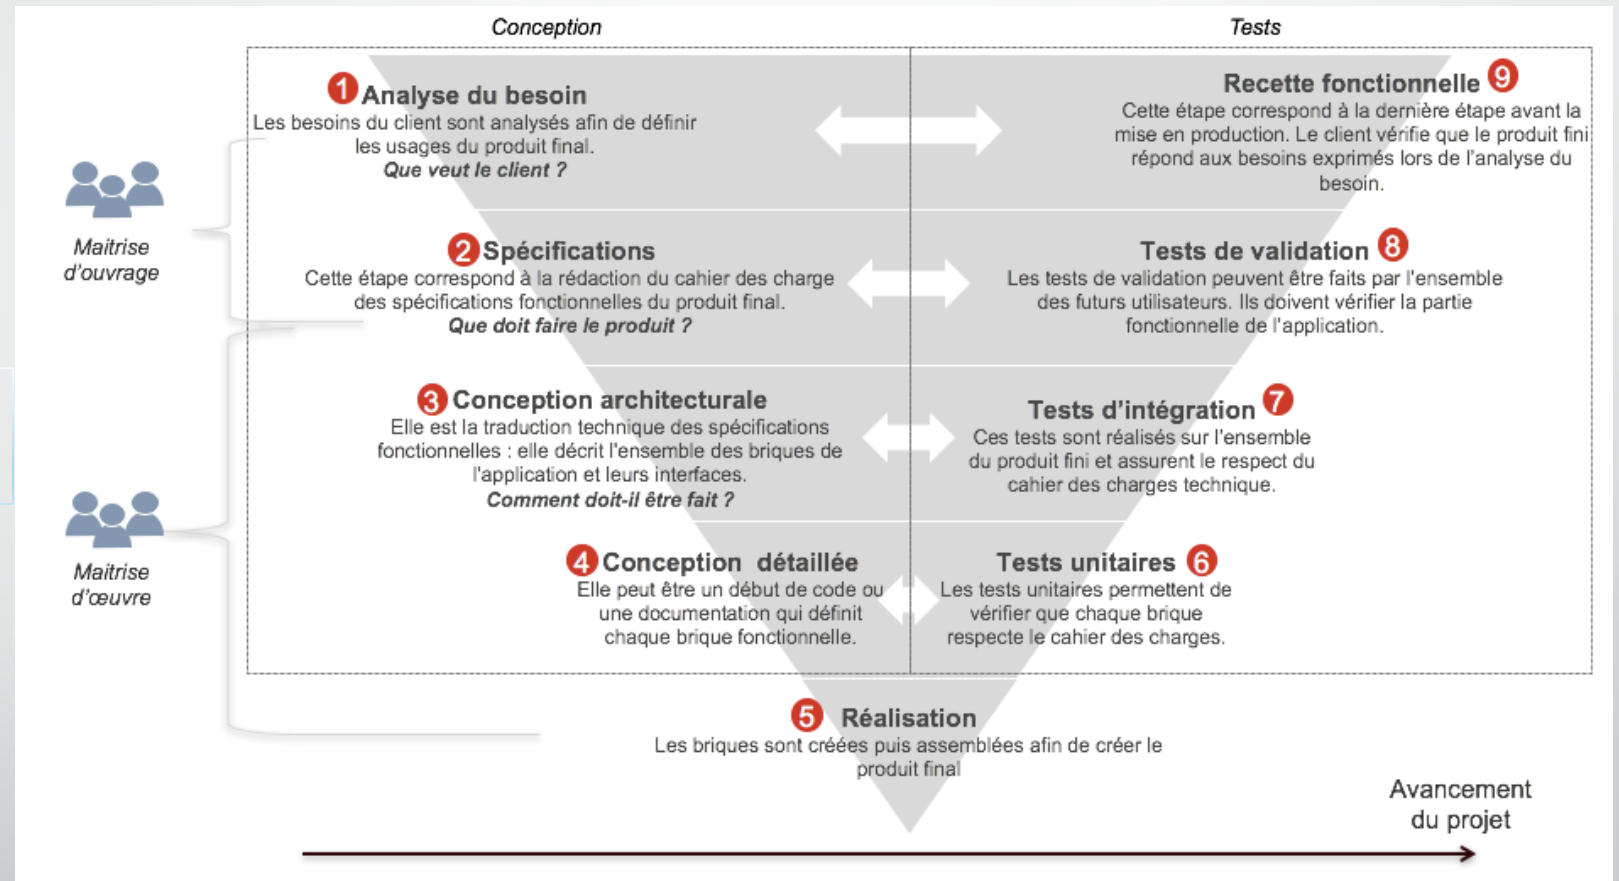 Conception
Tests
1 Analyse du besoin
Les besoins du client sont analysés afin de définir
les usages du produit final.
Que veut le client ?
Recette fonctionnelle 9
Cette étape correspond à la dernière étape avant la
mise en production. Le client vérifie que le produit fini
répond aux besoins exprimés lors de l'analyse du
besoin.
Maitrise
d'ouvrage
2 Spécifications
Cette étape correspond à la rédaction du cahier des charge
des spécifications fonctionnelles du produit final.
Que doit faire le produit ?
Tests de validation 8
Les tests de validation peuvent être faits par l'ensemble
des futurs utilisateurs. Ils doivent vérifier la partie
fonctionnelle de l'application.
3 Conception architecturale
Elle est la traduction technique des spécifications
fonctionnelles : elle décrit l'ensemble des briques de
l'application et leurs interfaces.
Comment doit-il être fait ?
Tests d'intégration 7
Ces tests sont réalisés sur l'ensemble
du produit fini et assurent le respect du
cahier des charges technique.
Maitrise
d'œuvre
4 Conception détaillée
Elle peut être un début de code ou
une documentation qui définit
chaque brique fonctionnelle.
Tests unitaires 6
Les tests unitaires permettent de
vérifier que chaque brique
respecte le cahier des charges.
5 Réalisation
Les briques sont créées puis assemblées afin de créer le
produit final
Avancement
du projet